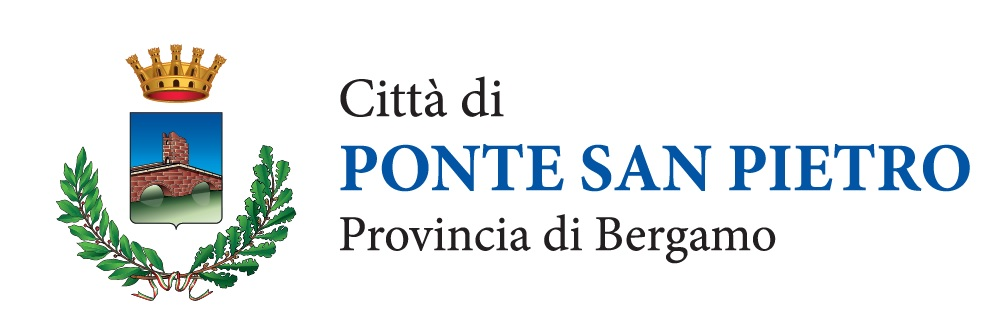 Città di
PONTE SAN PIETRO
Provincia di Bergamo